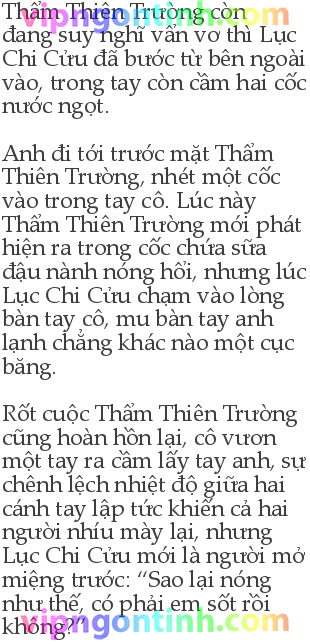 Thẩm Thiên Trường còn
vipngontinh.com
đang suy nghĩ vẩn vơ thì Lục
Chi Cửu đã bước từ bên ngoài
vào, trong tay còn cầm hai cốc
nước ngọt.
Anh đi tới trước mặt Thẩm
Thiên Trường, nhét một cốc
vào trong tay cô. Lúc này
Thẩm Thiên Trường mới phát
hiện ra trong cốc chứa sữa
đậu nành nóng hổi, nhưng lúc
Lục Chi Cửu chạm vào lòng
bàn tay cô, mu bàn tay anh
lạnh chẳng khác nào một cục
băng.
Rốt cuộc Thẩm Thiên Trường
cũng hoàn hồn lại, cô vươn
một tay ra cầm lấy tay anh, sự
chênh lệch nhiệt độ giữa hai
cánh tay lập tức khiến cả hai
người nhíu mày lại, nhưng
Lục Chi Cửu mới là người mở
miệng trước: “Sao lại nóng
như thế, có phải em sốt rồi
không?”
vipngontinh.com